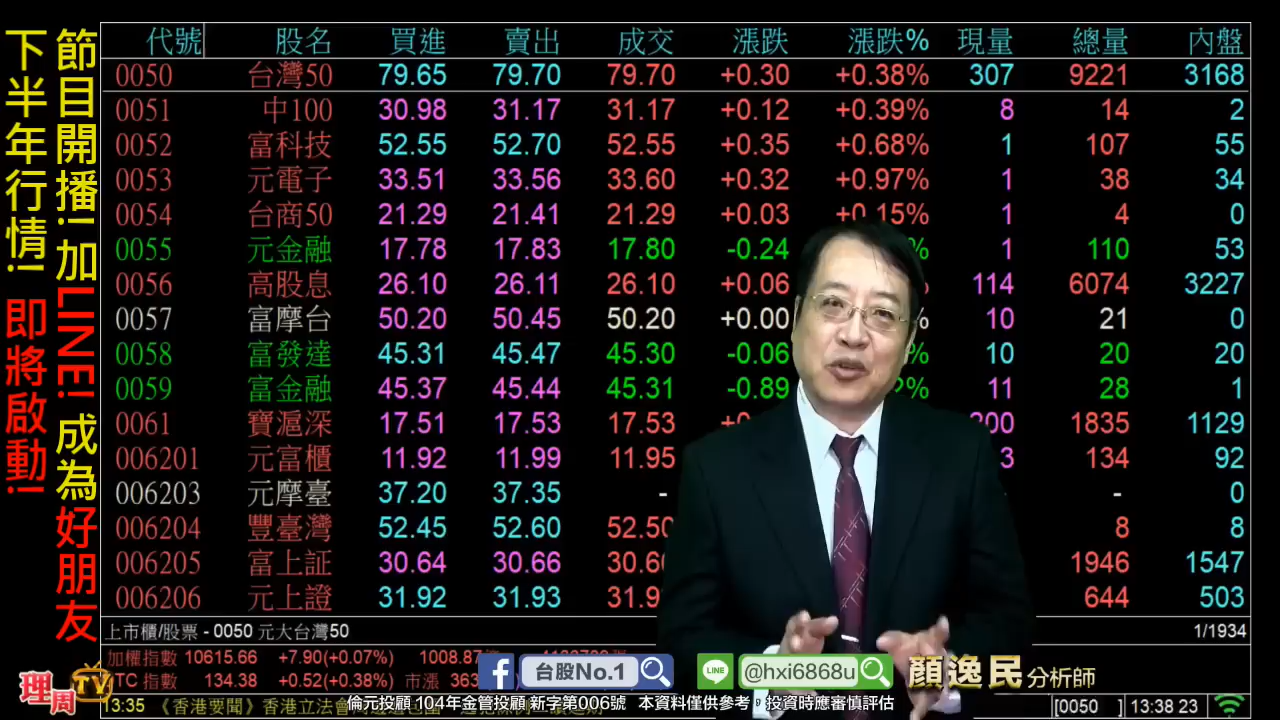 節目開播!加LINE!成為好朋友
下半年行情!即將啟動!
代號 股名 買進 賣出 成交 漲跌 漲跌% 現量 總量 內盤
0050 台灣50 79.65 79.70 79.70 +0.30 +0.38% 307 9221 3168
0051 中100 30.98 31.17 31.17 +0.12 +0.39% 8 14 2
0052 富科技 52.55 52.70 52.55 +0.35 +0.68% 1 107 55
0053 元電子 33.51 33.56 33.60 +0.32 +0.97% 1 38 34
0054 台商50 21.29 21.41 21.29 +0.03 +0.15% 1 4 0
0055 元金融 17.78 17.83 17.80 -0.24 % 1 110 53
0056 高股息 26.10 26.11 26.10 +0.06 114 6074 3227
0057 富摩台 50.20 50.45 50.20 +0.00 % 10 21 0
0058 富發達 45.31 45.47 45.30 -0.06 % 10 20 20
0059 富金融 45.37 45.44 45.31 -0.89 % 11 28 1
0061 寶滬深 17.51 17.53 17.53 00 1835 1129
006201 元富櫃 11.92 11.99 11.95 3 134 92
006203 元摩臺 37.20 37.35 - - 0
006204 豐臺灣 52.45 52.60 52.50 8 8
006205 富上証 30.64 30.66 1946 1547
006206 元上證 31.92 31.93 644 503
上市櫃/股票 - 0050 元大台灣50 1/1934
加權指數 10615.66 +7.90(+0.07%) 1008.87
TC 指數 134.38 +0.52(+0.38%) 市漲
台股No.1 LINE @hxi6868u 顏逸民 分析師
理周TV
13:35 《香港要聞》香港立法會 [0050 ] 13:38 23
倫元投顧 104年金管投顧 新字第006號 本資料僅供參考，投資時應審慎評估